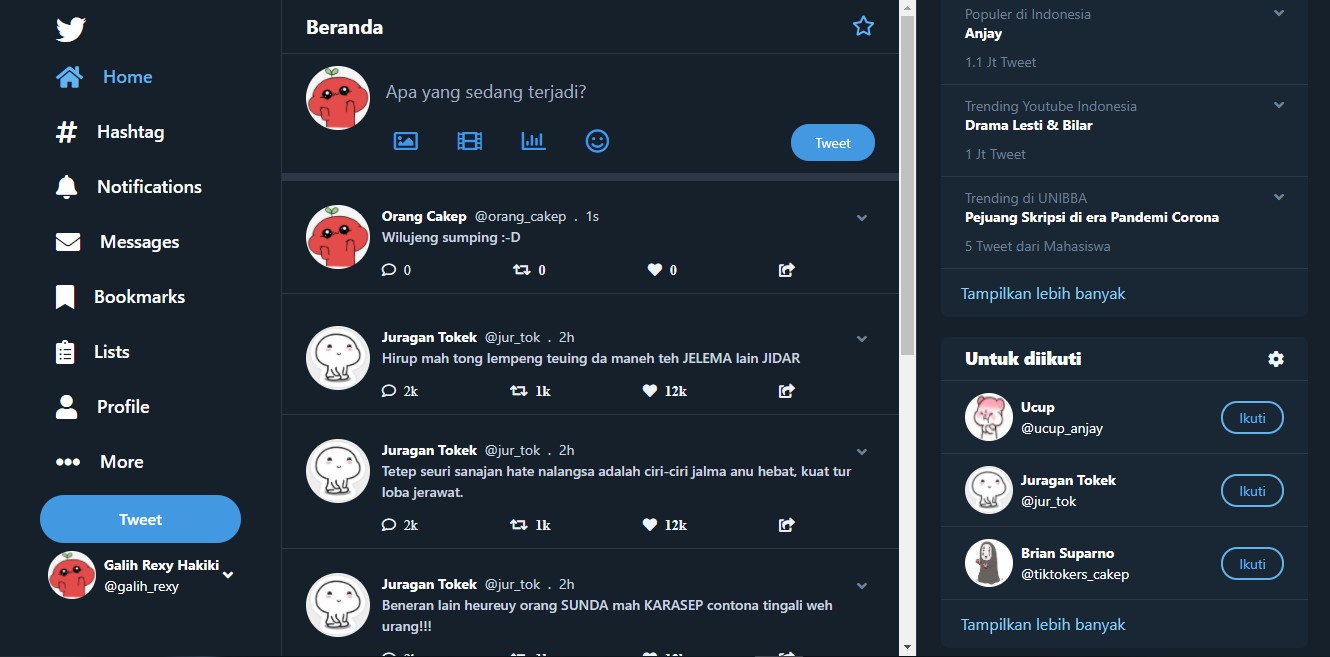 Home
Hashtag
Notifications
Messages
Bookmarks
Lists
Profile
More
Tweet
Galih Rexy Hakiki
@galih_rexy
Beranda
Apa yang sedang terjadi?
Tweet
Orang Cakep @orang_cakep . 1s
Wilujeng sumping :-D
0 0 0
Juragan Tokek @jur_tok . 2h
Hirup mah tong lempeng teuing da maneh teh JELEMA lain JIDAR
2k 1k 12k
Juragan Tokek @jur_tok . 2h
Tetep seuri sanajan hate nalangsa adalah ciri-ciri jalma anu hebat, kuat tur
loba jerawat.
2k 1k 12k
Juragan Tokek @jur_tok . 2h
Beneran lain heureuy orang SUNDA mah KARASEP contona tingali weh
urang!!!
Populer di Indonesia
Anjay
1.1 Jt Tweet
Trending Youtube Indonesia
Drama Lesti & Bilar
1 Jt Tweet
Trending di UNIBBA
Pejuang Skripsi di era Pandemi Corona
5 Tweet dari Mahasiswa
Tampilkan lebih banyak
Untuk diikuti
Ucup
@ucup_anjay
Ikuti
Juragan Tokek
@jur_tok
Ikuti
Brian Suparno
@tiktokers_cakep
Ikuti
Tampilkan lebih banyak